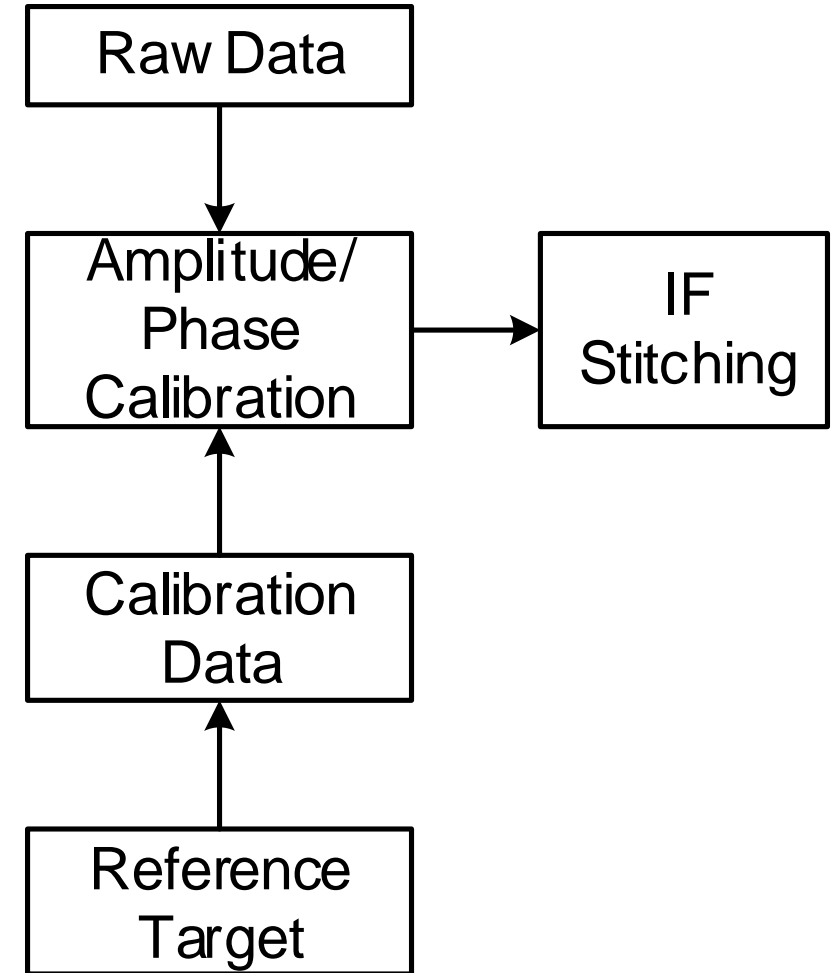 Raw Data
Amplitude/
Phase
Calibration
IF
Stitching
Calibration
Data
Reference
Target